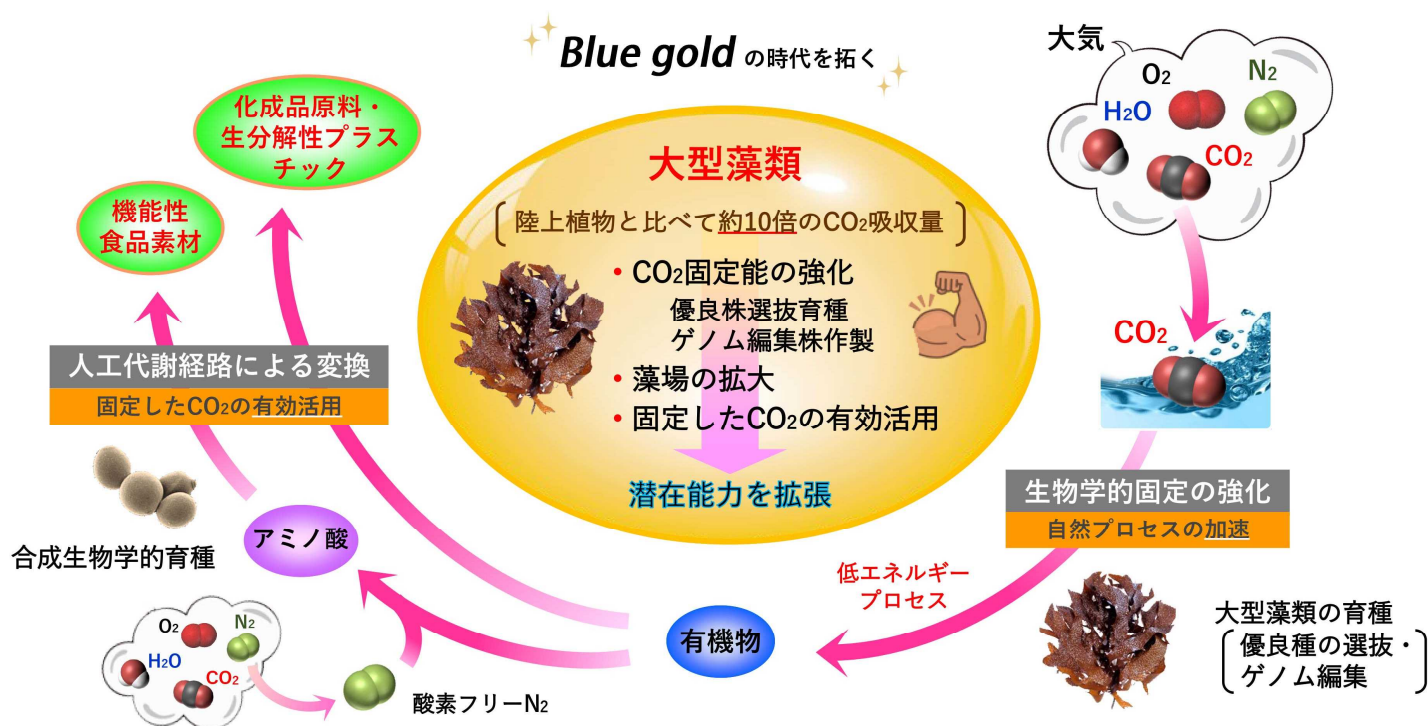 Blue gold の時代を拓く
大気
O₂
N₂
H₂O
CO₂
化成品原料・
生分解性プラス
チック
機能性
食品素材
大型藻類
陸上植物と比べて約10倍のCO₂吸収量
・CO₂固定能の強化
優良株選抜育種
ゲノム編集株作製
・藻場の拡大
・固定したCO₂の有効活用
潜在能力を拡張
CO₂
人工代謝経路による変換
固定したCO₂の有効活用
生物学的固定の強化
自然プロセスの加速
アミノ酸
合成生物学的育種
低エネルギー
プロセス
有機物
大型藻類の育種
優良種の選抜・
ゲノム編集
O₂
N₂
H₂O
CO₂
酸素フリーN₂